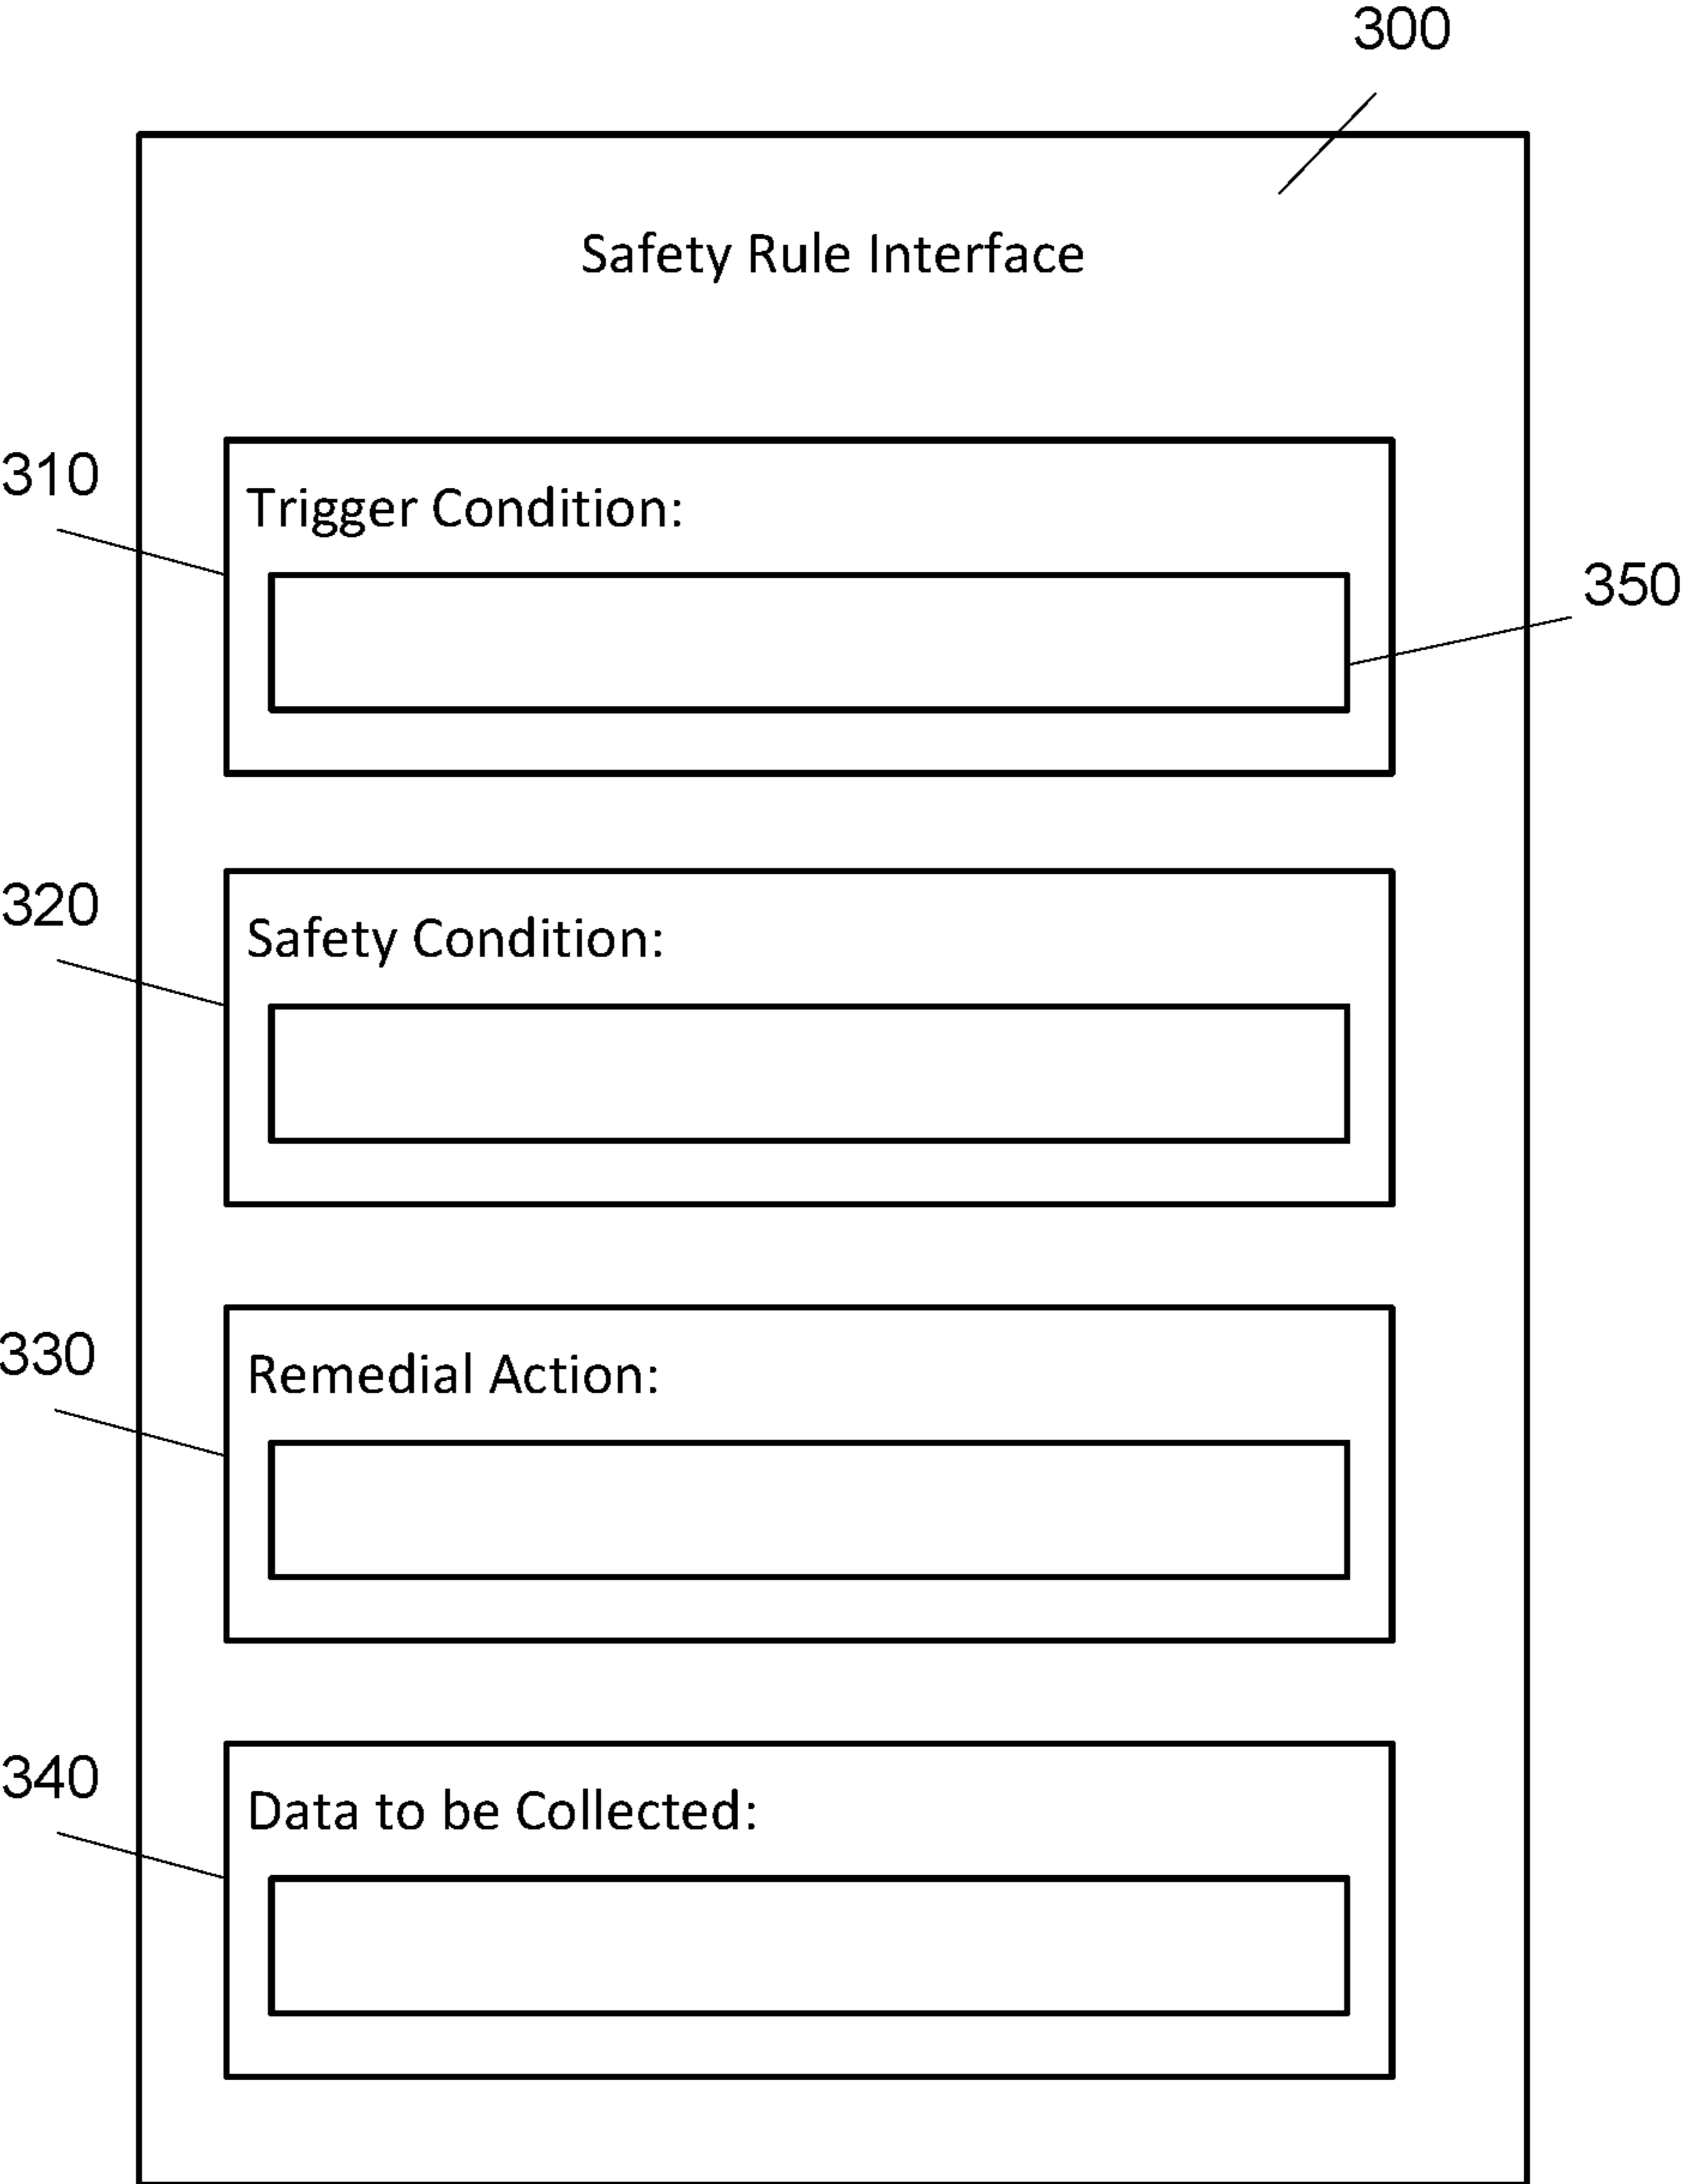 300
Safety Rule Interface
310
Trigger Condition:
350
320
Safety Condition:
330
Remedial Action:
340
Data to be Collected: